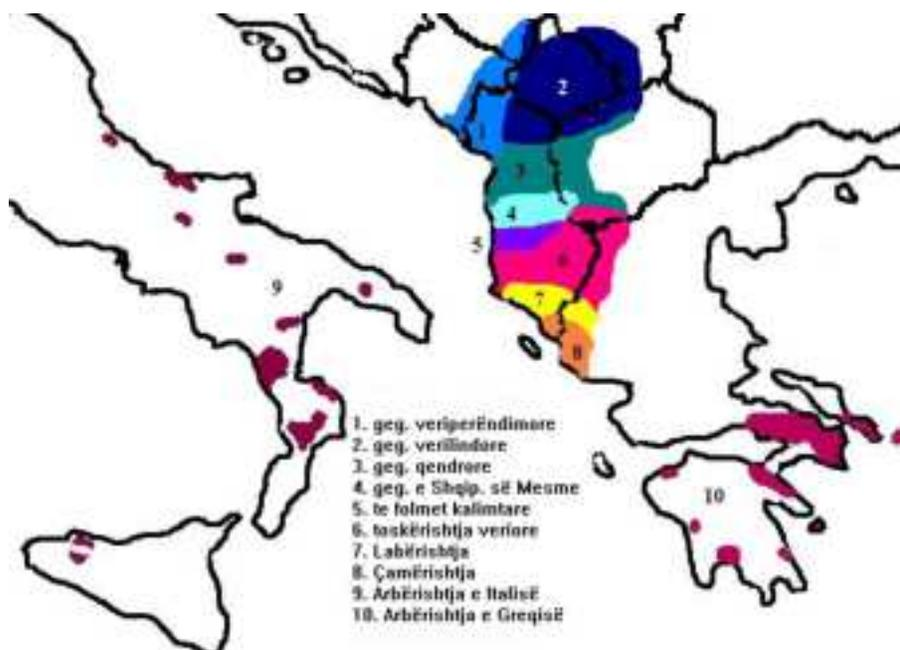 2
1
3
4
5
6
9
7
8
1. geg. veriperëndimore
2. geg. verilindore
3. geg. qendrore
4. geg. e Shqip. së Mesme
5. te folmet kalimtare
6. toskërishtja veriore
7. Labërishtja
8. Çamërishtja
9. Arbërishtja e Italisë
10. Arbërishtja e Greqisë
10